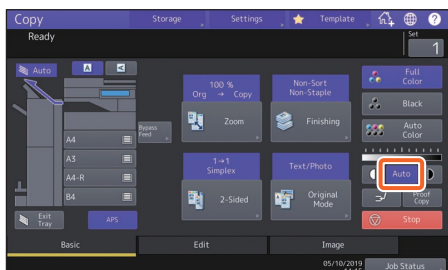 Copy
Storage
Settings
Template
Ready
Set
1
Auto
A
100 %
Org → Copy
Zoom
Non-Sort
Non-Staple
Finishing
Full
Color
Black
Auto
Color
Bypass
Feed
A4
A3
A4-R
B4
1→1
Simplex
2-Sided
Text/Photo
Original
Mode
Auto
Proof
Copy
Exit
Tray
APS
Stop
Basic
Edit
Image
05/10/2019
Job Status